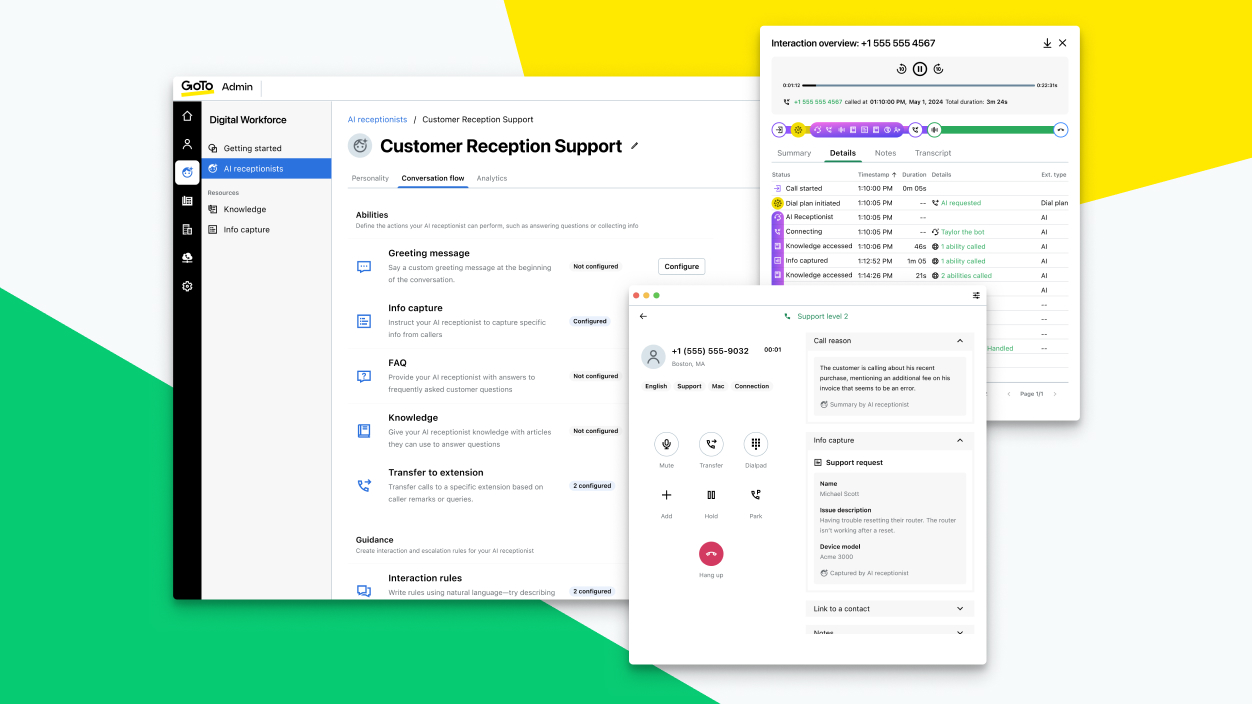 GoTo Admin
Digital Workforce
Getting started
AI receptionists
Resources
Knowledge
Info capture
AI receptionists / Customer Reception Support
Customer Reception Support
Personality Conversation flow Analytics
Abilities
Define the actions your AI receptionist can perform, such as answering questions or collecting info
Greeting message
Say a custom greeting message at the beginning
of the conversation.
Not configured
Configure
Info capture
Instruct your AI receptionist to capture specific
info from callers
Configured
FAQ
Provide your AI receptionist with answers to
frequently asked customer questions
Not configured
Knowledge
Give your AI receptionist knowledge with articles
they can use to answer questions
Not configured
Transfer to extension
Transfer calls to a specific extension based on
caller remarks or queries.
2 configured
Guidance
Create interaction and escalation rules for your AI receptionist
Interaction rules
Write rules using natural language—try describing
2 configured
Interaction overview: +1 555 555 4567
10 10
0:01:12 0:22:31s
+1 555 555 4567 called at 01:10:00 PM, May 1, 2024 Total duration: 3m 24s
Summary Details Notes Transcript
Status Timestamp Duration Details Ext. type
Call started 1:10:00 PM 0m 05s
Dial plan initiated 1:10:05 PM -- AI requested Dial plan
AI Receptionist 1:10:05 PM -- AI
Connecting 1:10:05 PM -- Taylor the bot AI
Knowledge accessed 1:10:06 PM 46s 1 ability called AI
Info captured 1:12:52 PM 1m 05 1 ability called AI
Knowledge accessed 1:14:26 PM 21s 2 abilities called AI
AI
--
--
--
Handled --
Page 1/1
Support level 2
+1 (555) 555-9032 00:01
Boston, MA
English Support Mac Connection
Mute Transfer Dialpad
Add Hold Park
Hang up
Call reason
The customer is calling about his recent
purchase, mentioning an additional fee on his
invoice that seems to be an error.
Summary by AI receptionist
Info capture
Support request
Name
Michael Scott
Issue description
Having trouble resetting their router. The router
isn't working after a reset.
Device model
Acme 3000
Captured by AI receptionist
Link to a contact
Notes